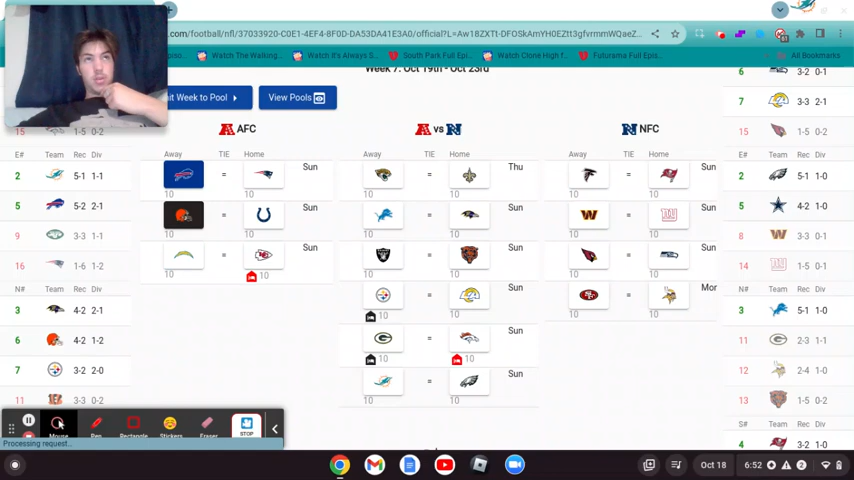 .com/football/nfl/37033920-C0E1-4EF4-8F0D-DA41E3A0/official?L=Aw18ZXTt-DFOSkAmYH0EZtt3gfvrmmWQaeZ...
Episo...
Watch The Walking...
Watch It's Always S...
South Park Full Epi...
Watch Clone High f...
Futurama Full Epis...
All Bookmarks
Week 7: Oct 19th - Oct 23rd
it Week to Pool
View Pools
AFC
vs
NFC
Away TIE Home
Away TIE Home
Away TIE Home
= Sun
10 10
= Sun
10 10
= Sun
10 10
= Thu
10 10
= Sun
10 10
= Sun
10 10
= Sun
10 10
= Sun
10 10
= Sun
10 10
= Sun
10 10
= Sun
10 10
= Sun
10 10
= Mon
10 10
15 1-5 0-2
E# Team Rec Div
2 5-1 1-1
5 5-2 2-1
9 3-3 1-1
16 1-6 1-2
N# Team Rec Div
3 4-2 2-1
6 4-2 1-2
7 3-2 2-0
11 3-3 0-2
6 3-2 0-1
7 3-3 2-1
15 1-5 0-2
E# Team Rec Div
2 5-1 1-0
5 4-2 1-0
8 3-3 0-1
14 1-5 0-1
N# Team Rec Div
3 5-1 1-0
11 2-3 1-1
12 2-4 1-0
13 1-5 0-2
S# Team Rec Div
4 3-2 1-0
Mouse
Pen
Rectangle
Stickers
Eraser
STOP
Processing request...
Oct 18
6:52